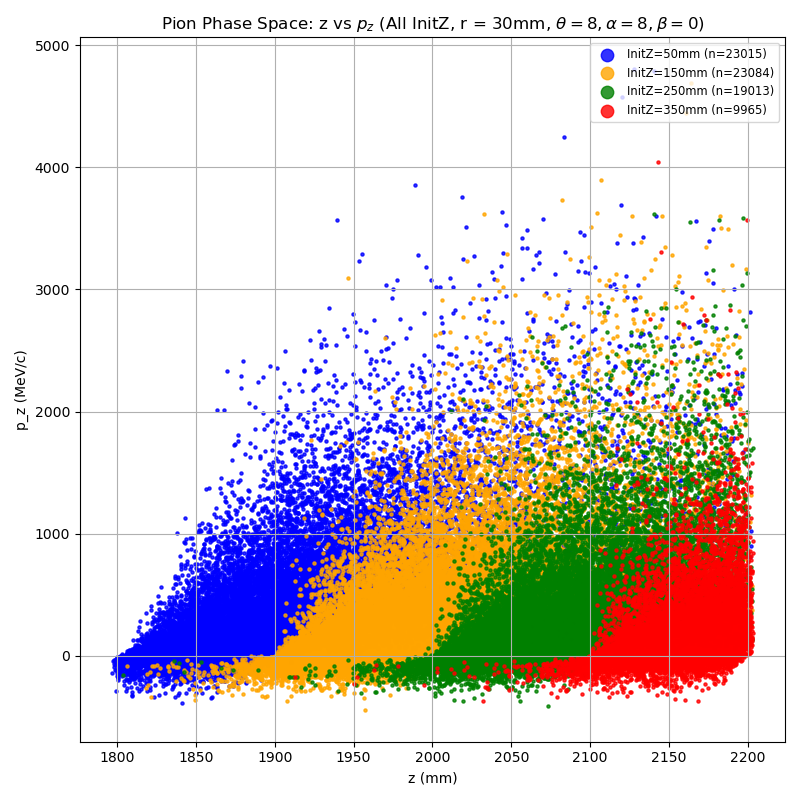 Pion Phase Space: z vs p_z (All InitZ, r = 30mm, θ = 8, α = 8, β = 0)
InitZ=50mm (n=23015)
InitZ=150mm (n=23084)
InitZ=250mm (n=19013)
InitZ=350mm (n=9965)
5000
4000
3000
2000
1000
0
p_z (MeV/c)
1800 1850 1900 1950 2000 2050 2100 2150 2200
z (mm)